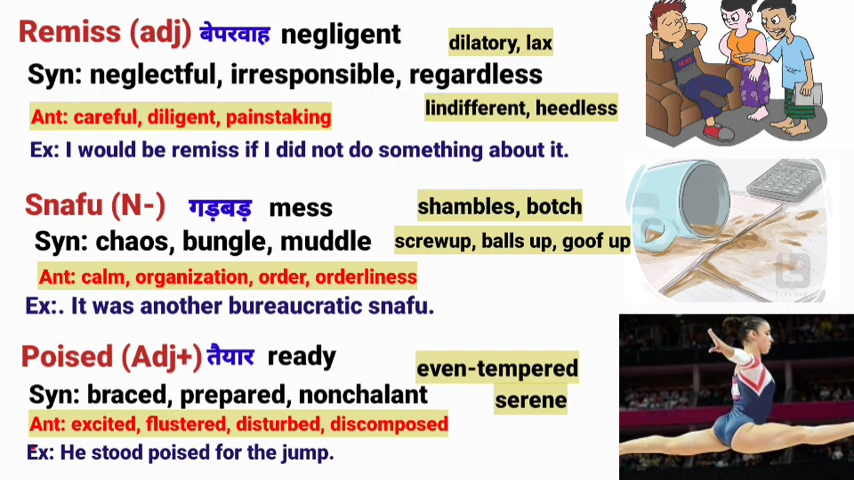 Remiss (adj) बेपरवाह negligent
dilatory, lax
Syn: neglectful, irresponsible, regardless
lindifferent, heedless
Ant: careful, diligent, painstaking
Ex: I would be remiss if I did not do something about it.
Snafu (N-) गड़बड़ mess
shambles, botch
Syn: chaos, bungle, muddle
screwup, balls up, goof up
Ant: calm, organization, order, orderliness
Ex:. It was another bureaucratic snafu.
Poised (Adj+) तैयार ready
even-tempered
Syn: braced, prepared, nonchalant
serene
Ant: excited, flustered, disturbed, discomposed
Ex: He stood poised for the jump.